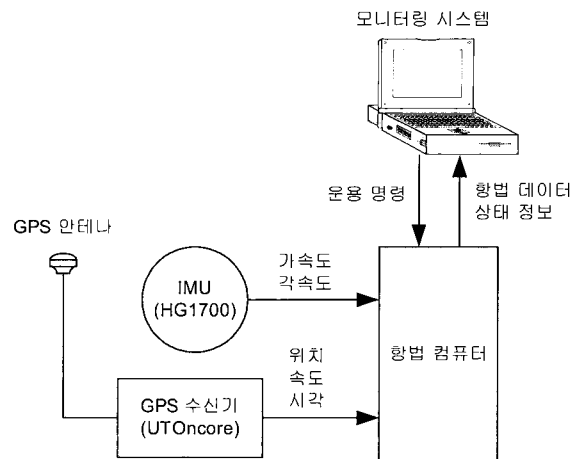 모니터링 시스템
운용 명령
항법 데이터
상태 정보
GPS 안테나
IMU
(HG1700)
가속도
각속도
항법 컴퓨터
위치
속도
시각
GPS 수신기
(UTOncore)